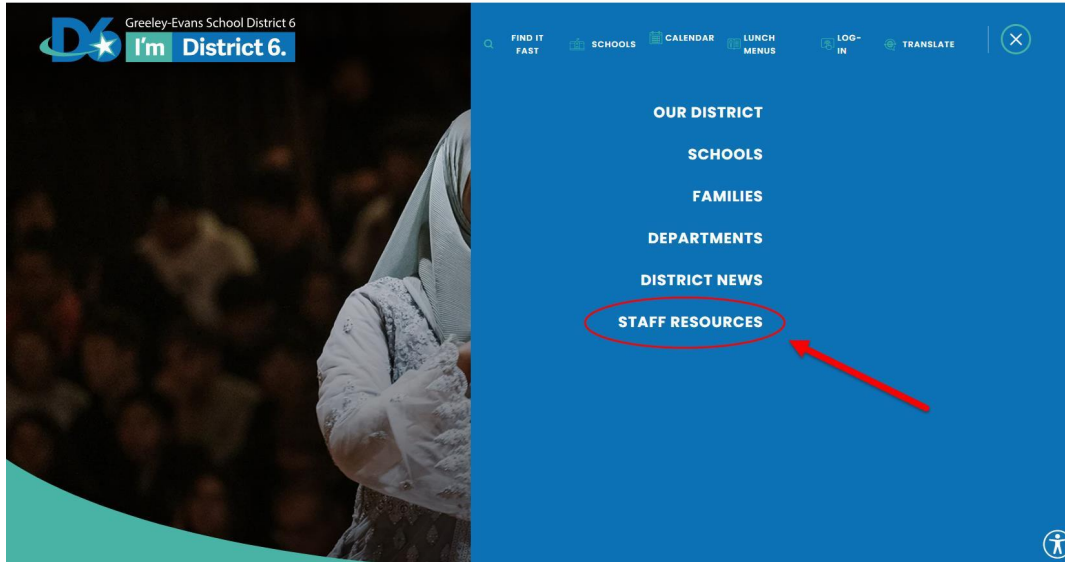 D6
Greeley-Evans School District 6
I'm District 6.
FIND IT
FAST
SCHOOLS
CALENDAR
LUNCH
MENUS
LOG-
IN
TRANSLATE
OUR DISTRICT
SCHOOLS
FAMILIES
DEPARTMENTS
DISTRICT NEWS
STAFF RESOURCES